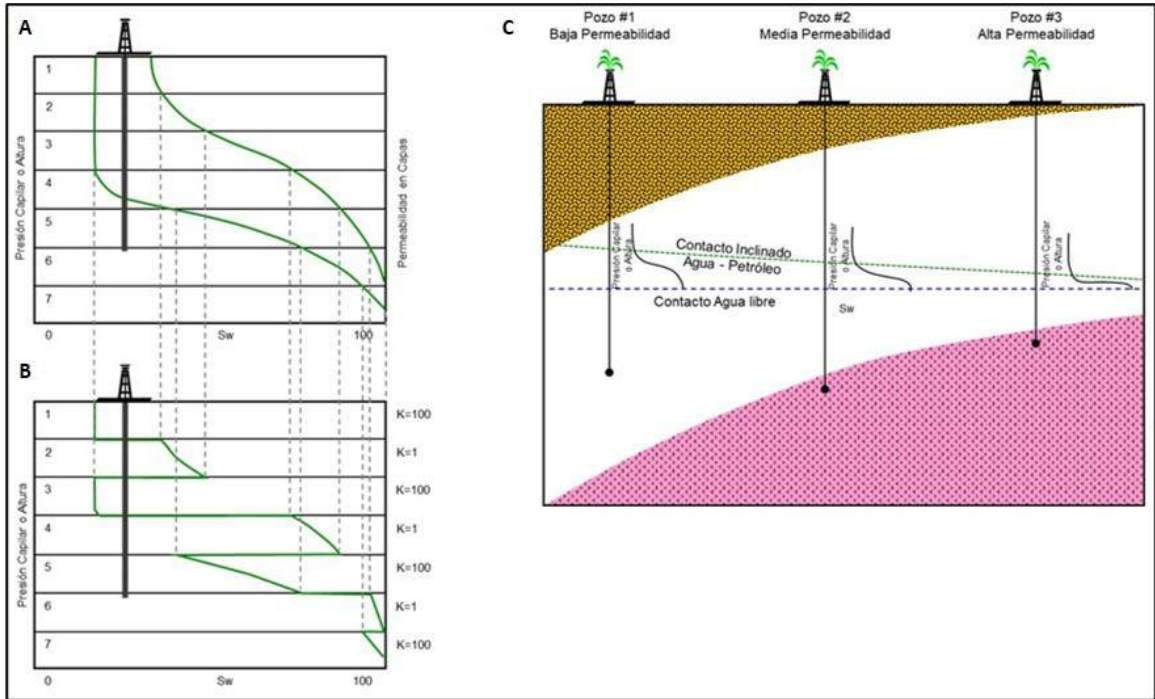 A
Presión Capilar o Altura
1
2
3
4
5
6
7
Permeabilidad en Capas
0
Sw
100
B
Presión Capilar o Altura
1
2
3
4
5
6
7
K=100
K=1
K=100
K=1
K=100
K=1
K=100
0
Sw
100
C
Pozo #1
Baja Permeabilidad
Pozo #2
Media Permeabilidad
Pozo #3
Alta Permeabilidad
Presión Capilar
o Altura
Contacto Inclinado
Agua - Petróleo
Presión Capilar
o Altura
Presión Capilar
o Altura
Contacto Agua libre
Sw